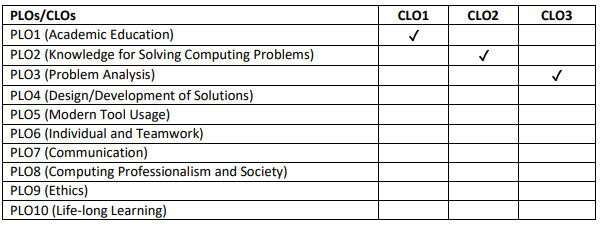 PLOs/CLOs CLO1 CLO2 CLO3
PLO1 (Academic Education) ✓
PLO2 (Knowledge for Solving Computing Problems) ✓
PLO3 (Problem Analysis) ✓
PLO4 (Design/Development of Solutions)
PLO5 (Modern Tool Usage)
PLO6 (Individual and Teamwork)
PLO7 (Communication)
PLO8 (Computing Professionalism and Society)
PLO9 (Ethics)
PLO10 (Life-long Learning)